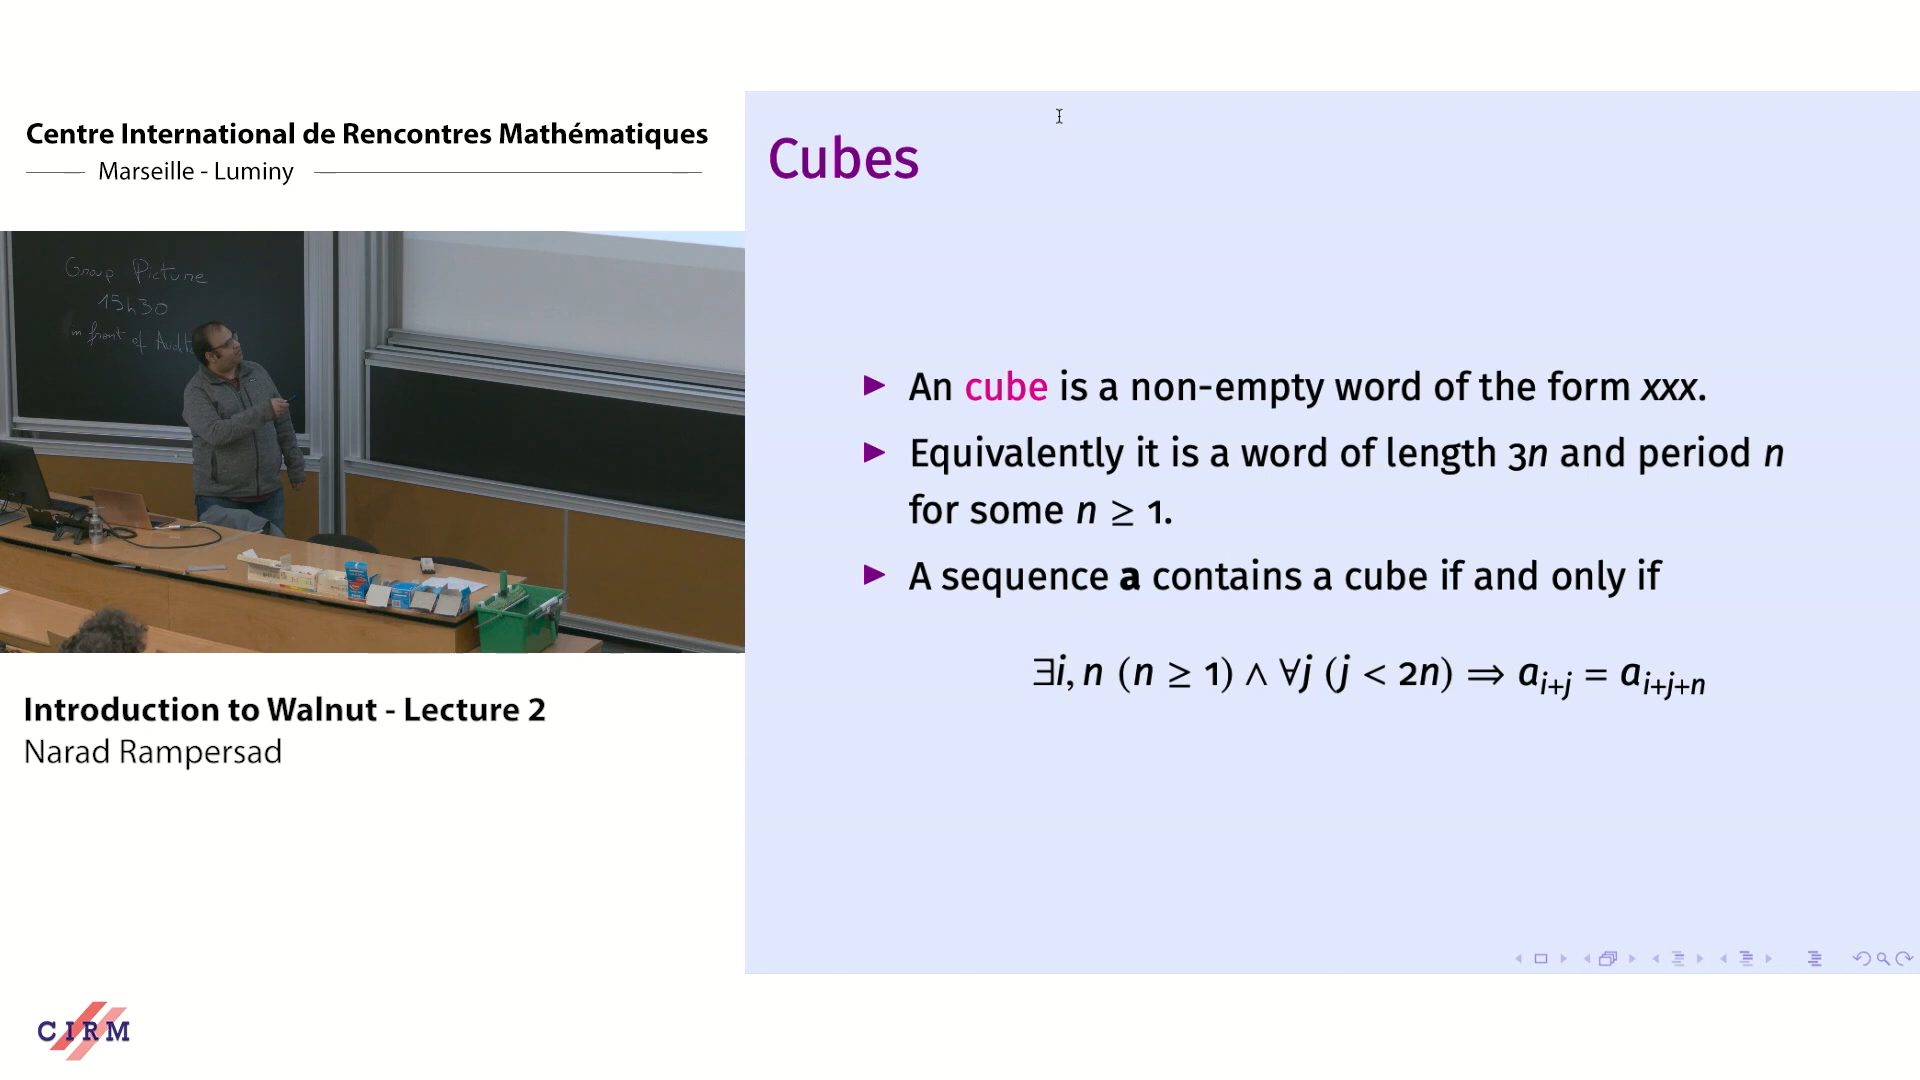 Centre International de Rencontres Mathématiques
Marseille - Luminy
Group Picture
15h30
in front of Audit
Introduction to Walnut - Lecture 2
Narad Rampersad
CIRM
Cubes
▶ An cube is a non-empty word of the form xxx.
▶ Equivalently it is a word of length 3n and period n
for some n ≥ 1.
▶ A sequence a contains a cube if and only if
∃i, n (n ≥ 1) ∧ ∀j (j < 2n) ⇒ a_{i+j} = a_{i+j+n}